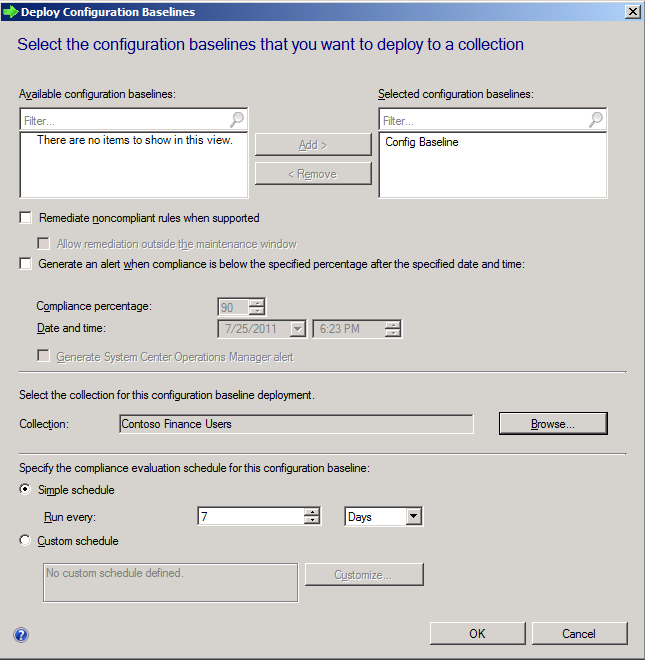 Deploy Configuration Baselines
Select the configuration baselines that you want to deploy to a collection
Available configuration baselines:
Selected configuration baselines:
Filter...
Filter...
There are no items to show in this view.
Add >
Config Baseline
< Remove
Remediate noncompliant rules when supported
Allow remediation outside the maintenance window
Generate an alert when compliance is below the specified percentage after the specified date and time:
Compliance percentage:
90
Date and time:
7/25/2011
6:23 PM
Generate System Center Operations Manager alert
Select the collection for this configuration baseline deployment.
Collection:
Contoso Finance Users
Browse...
Specify the compliance evaluation schedule for this configuration baseline:
Simple schedule
Run every:
7
Days
Custom schedule
No custom schedule defined.
Customize...
?
OK
Cancel